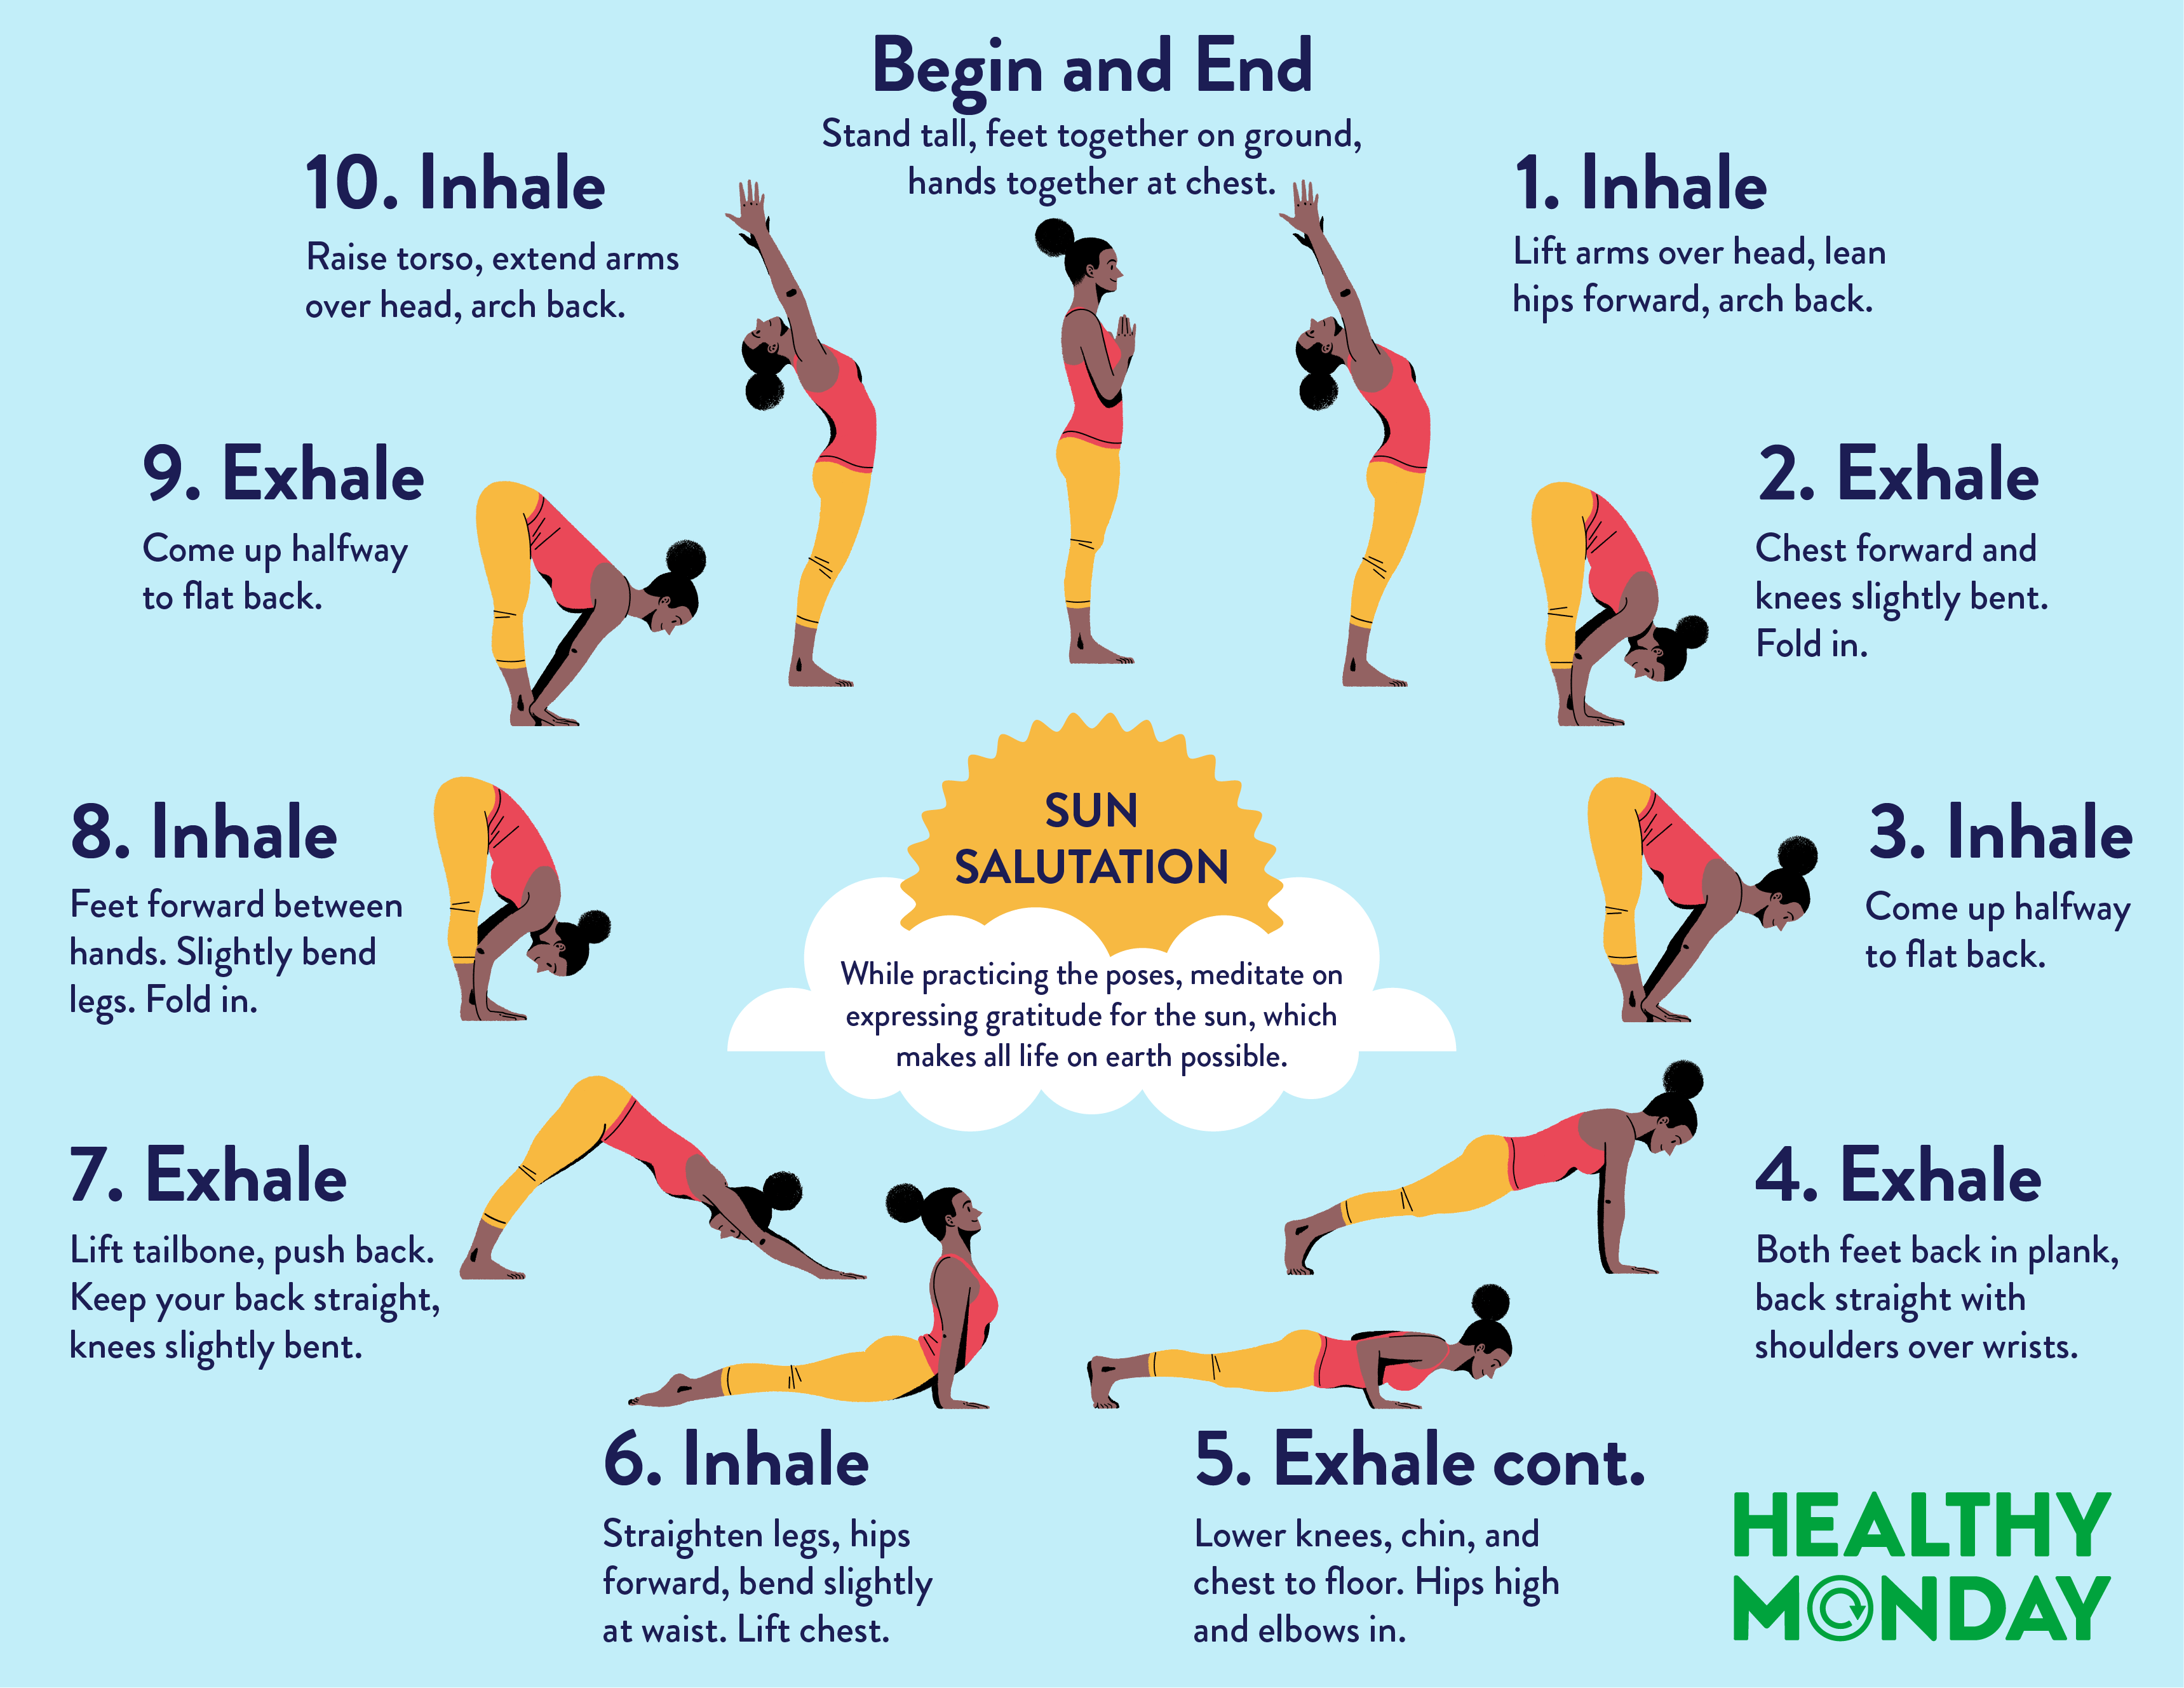 Begin and End
Stand tall, feet together on ground,
hands together at chest.
1. Inhale
Lift arms over head, lean
hips forward, arch back.
2. Exhale
Chest forward and
knees slightly bent.
Fold in.
3. Inhale
Come up halfway
to flat back.
4. Exhale
Both feet back in plank,
back straight with
shoulders over wrists.
5. Exhale cont.
Lower knees, chin, and
chest to floor. Hips high
and elbows in.
6. Inhale
Straighten legs, hips
forward, bend slightly
at waist. Lift chest.
7. Exhale
Lift tailbone, push back.
Keep your back straight,
knees slightly bent.
8. Inhale
Feet forward between
hands. Slightly bend
legs. Fold in.
9. Exhale
Come up halfway
to flat back.
10. Inhale
Raise torso, extend arms
over head, arch back.
SUN
SALUTATION
While practicing the poses, meditate on
expressing gratitude for the sun, which
makes all life on earth possible.
HEALTHY
MONDAY